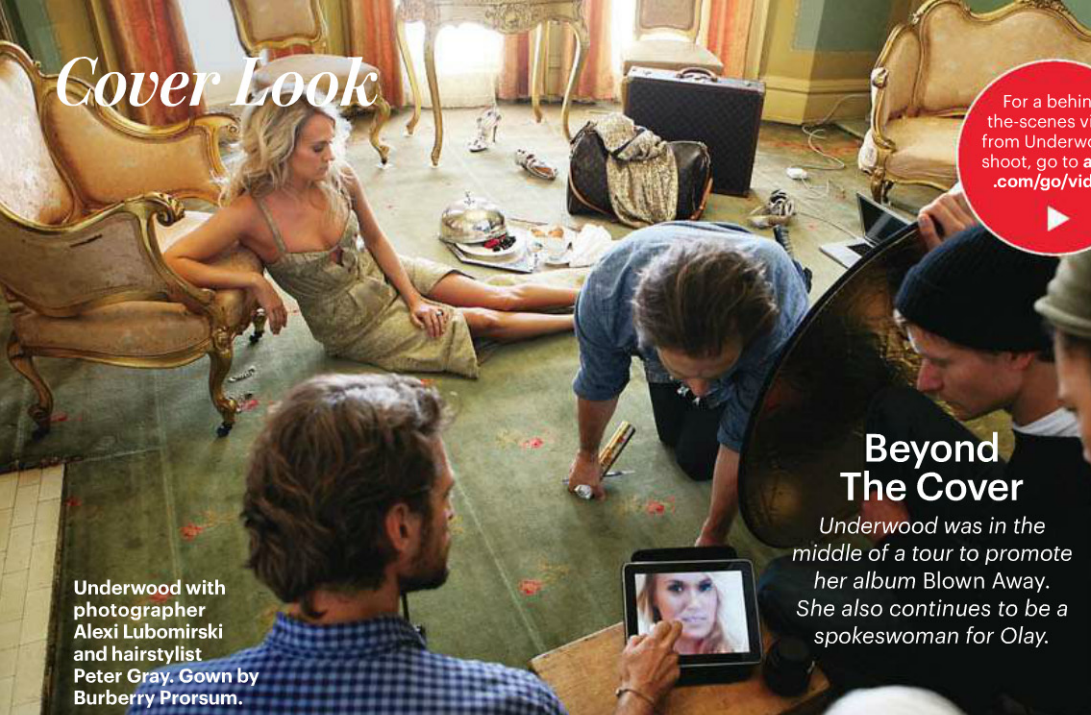 Cover Look
For a behin
the-scenes vi
from Underwo
shoot, go to a
.com/go/vid
Beyond
The Cover
Underwood was in the
middle of a tour to promote
her album Blown Away.
She also continues to be a
spokeswoman for Olay.
Underwood with
photographer
Alexi Lubomirski
and hairstylist
Peter Gray. Gown by
Burberry Prorsum.